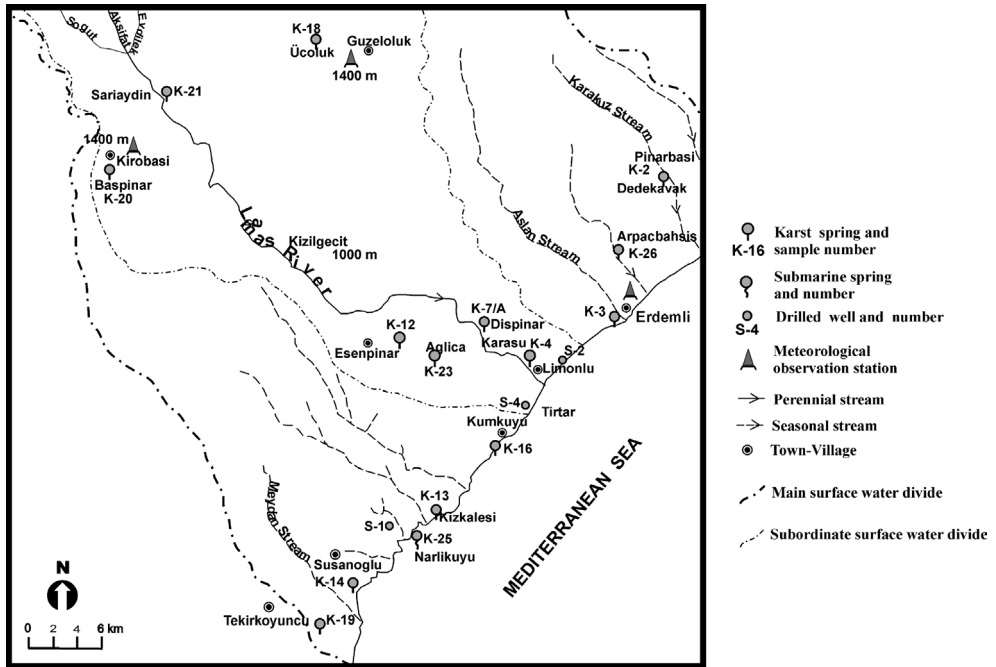 Sogut
Aksifat
Evdilek
K-18
Ücoluk
Guzeloluk
1400 m
Sariaydin
K-21
1400 m
Kirobasi
Baspinar
K-20
Karakız Stream
Pinarbasi
K-2
Dedekavak
Aslan Stream
Arpacbahsis
K-26
Lamas River
Kizilgecit
1000 m
K-3
Erdemli
K-7/A
Dispinar
K-12
Esenpinar
Aglica
K-23
Karasu
K-4
S-2
Limonlu
S-4
Tirtar
Kumkuyu
K-16
K-13
Kizkalesi
S-1
K-25
Narlikuyu
Meydan Stream
Susanoglu
K-14
Tekirkoyuncu
K-19
MEDITERRANEAN SEA
N
0 2 4 6 km
Karst spring and
K-16 sample number
Submarine spring
and number
Drilled well and number
S-4
Meteorological
observation station
Perennial stream
Seasonal stream
Town-Village
Main surface water divide
Subordinate surface water divide